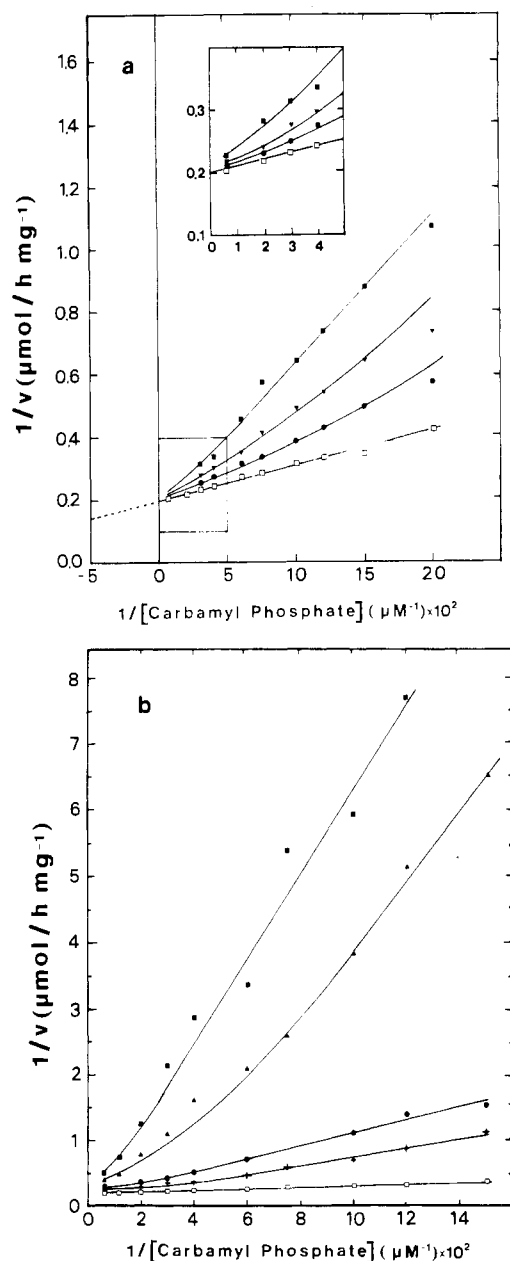 a
1.6
1.4
1.2
1.0
0.8
0.6
0.4
0.2
0.0
1/v(µmol/h mg⁻¹)
0,3
0,2
0.1
0 1 2 3 4
-5 0 5 10 15 20
1/[Carbamyl Phosphate](µM⁻¹)×10²
b
8
7
6
5
4
3
2
1
0
1/v(µmol/h mg⁻¹)
0 2 4 6 8 10 12 14
1/[Carbamyl Phosphate](µM⁻¹)×10²